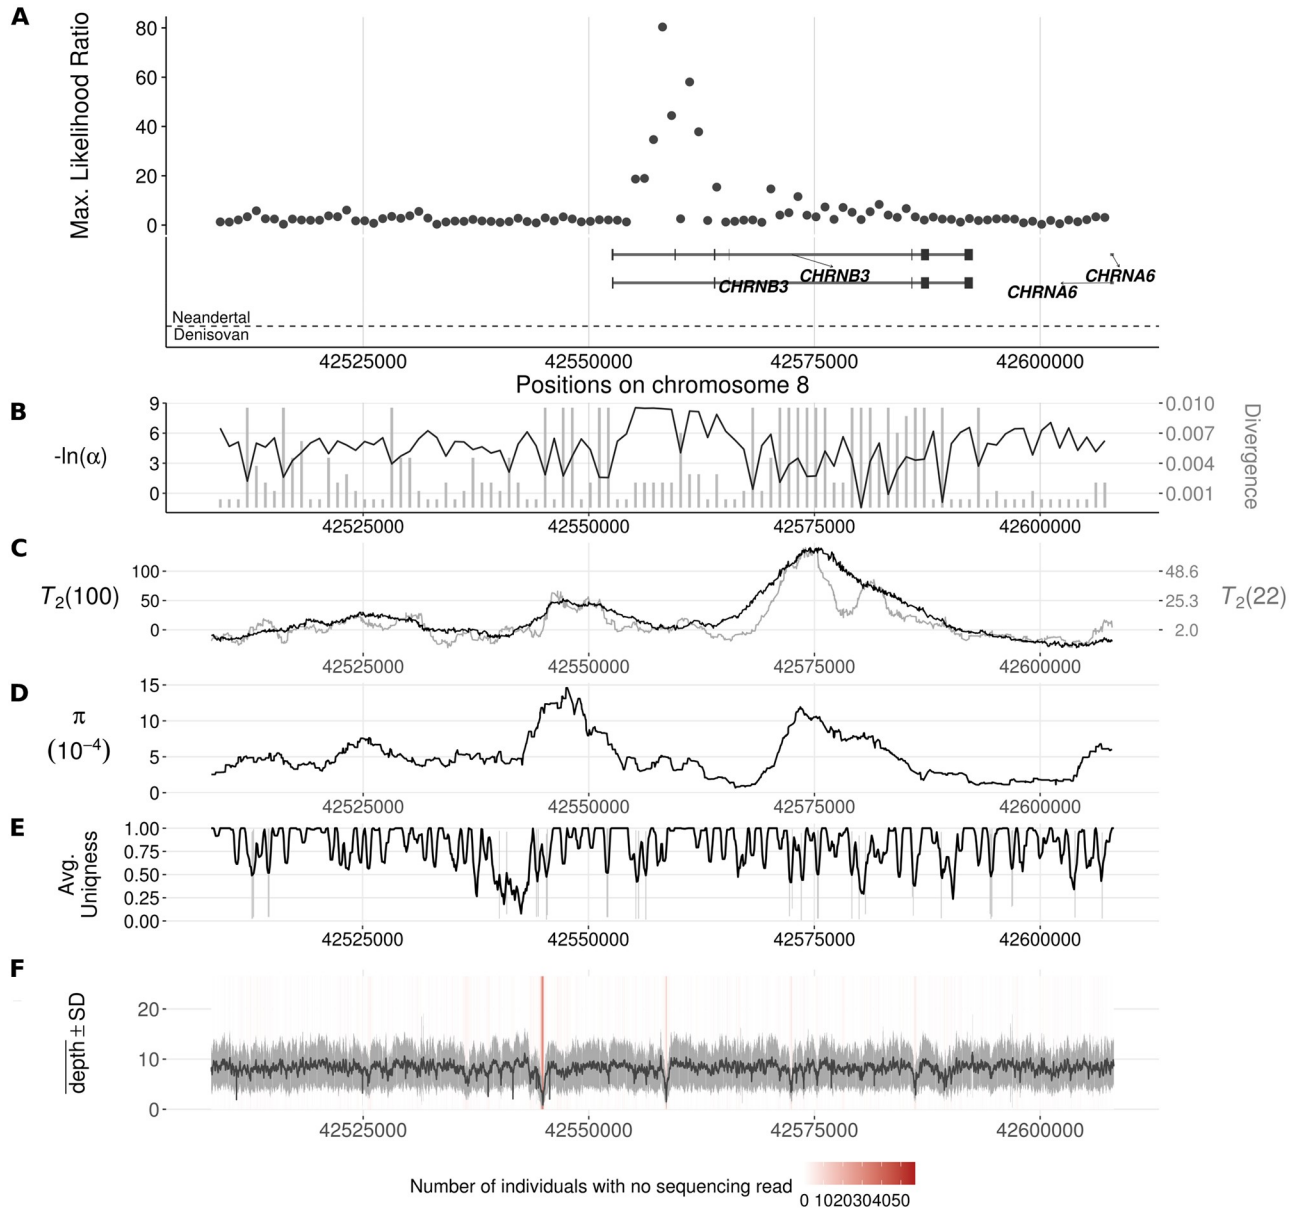 A
Max. Likelihood Ratio
80
60
40
20
0
CHRNB3
CHRNB3
CHRNA6
CHRNA6
Neandertal
Denisovan
42525000 42550000 42575000 42600000
Positions on chromosome 8
B
-ln(α)
9
6
3
0
0.010
0.007
0.004
0.001
Divergence
42525000 42550000 42575000 42600000
C
T2(100)
100
50
0
48.6
25.3
2.0
T2(22)
42525000 42550000 42575000 42600000
D
π
(10−4)
15
10
5
0
42525000 42550000 42575000 42600000
E
Avg.
Uniqness
1.00
0.75
0.50
0.25
0.00
42525000 42550000 42575000 42600000
F
depth ± SD
20
10
0
42525000 42550000 42575000 42600000
Number of individuals with no sequencing read
0 1020304050